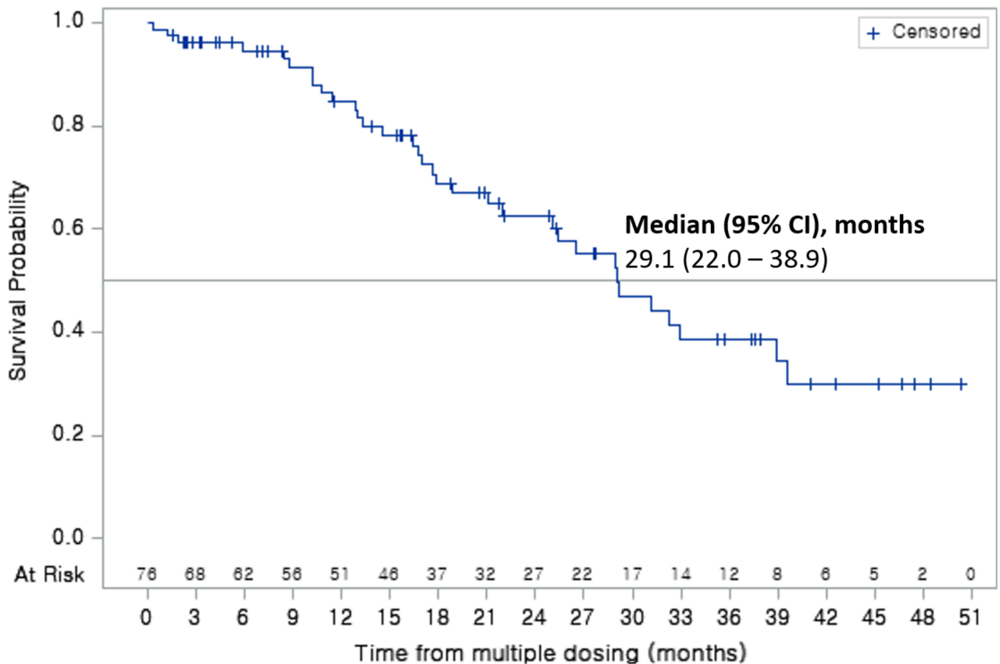 + Censored
1.0
0.8
0.6
0.4
0.2
0.0
Survival Probability
Median (95% CI), months
29.1 (22.0 – 38.9)
At Risk 76 68 62 56 51 46 37 32 27 22 17 14 12 8 6 5 2 0
0 3 6 9 12 15 18 21 24 27 30 33 36 39 42 45 48 51
Time from multiple dosing (months)